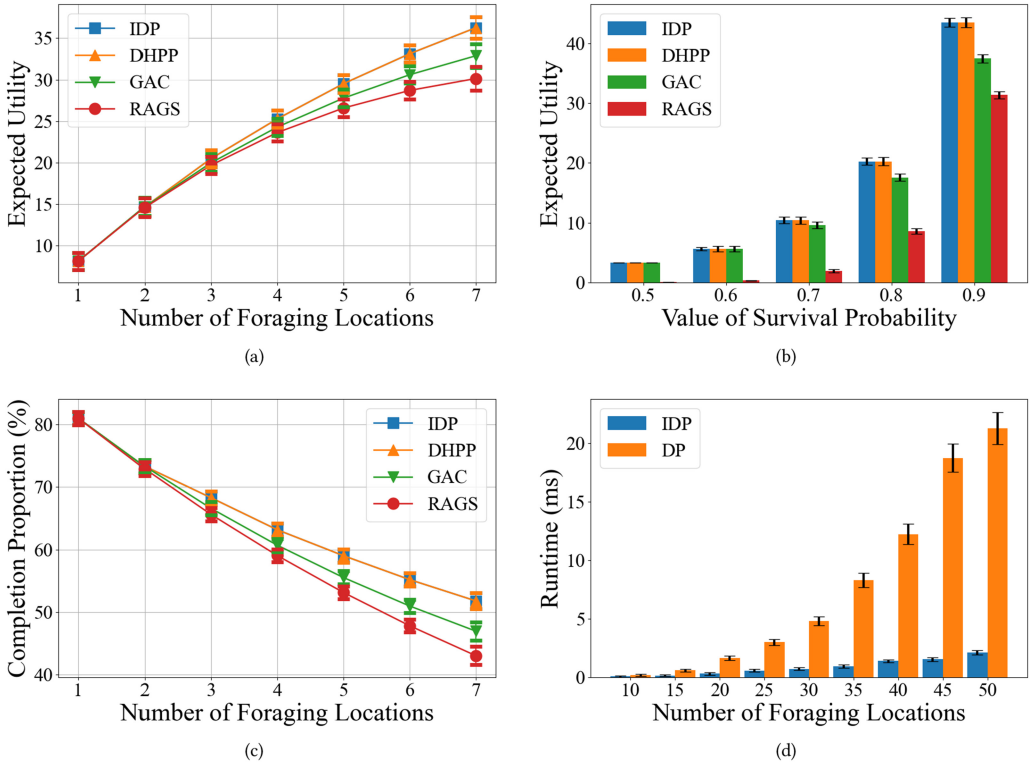 IDP
DHPP
GAC
RAGS
35
30
25
20
15
10
Expected Utility
1 2 3 4 5 6 7
Number of Foraging Locations
(a)
IDP
DHPP
GAC
RAGS
40
30
20
10
0
Expected Utility
0.5 0.6 0.7 0.8 0.9
Value of Survival Probability
(b)
IDP
DHPP
GAC
RAGS
80
70
60
50
40
Completion Proportion (%)
1 2 3 4 5 6 7
Number of Foraging Locations
(c)
IDP
DP
20
15
10
5
0
Runtime (ms)
10 15 20 25 30 35 40 45 50
Number of Foraging Locations
(d)